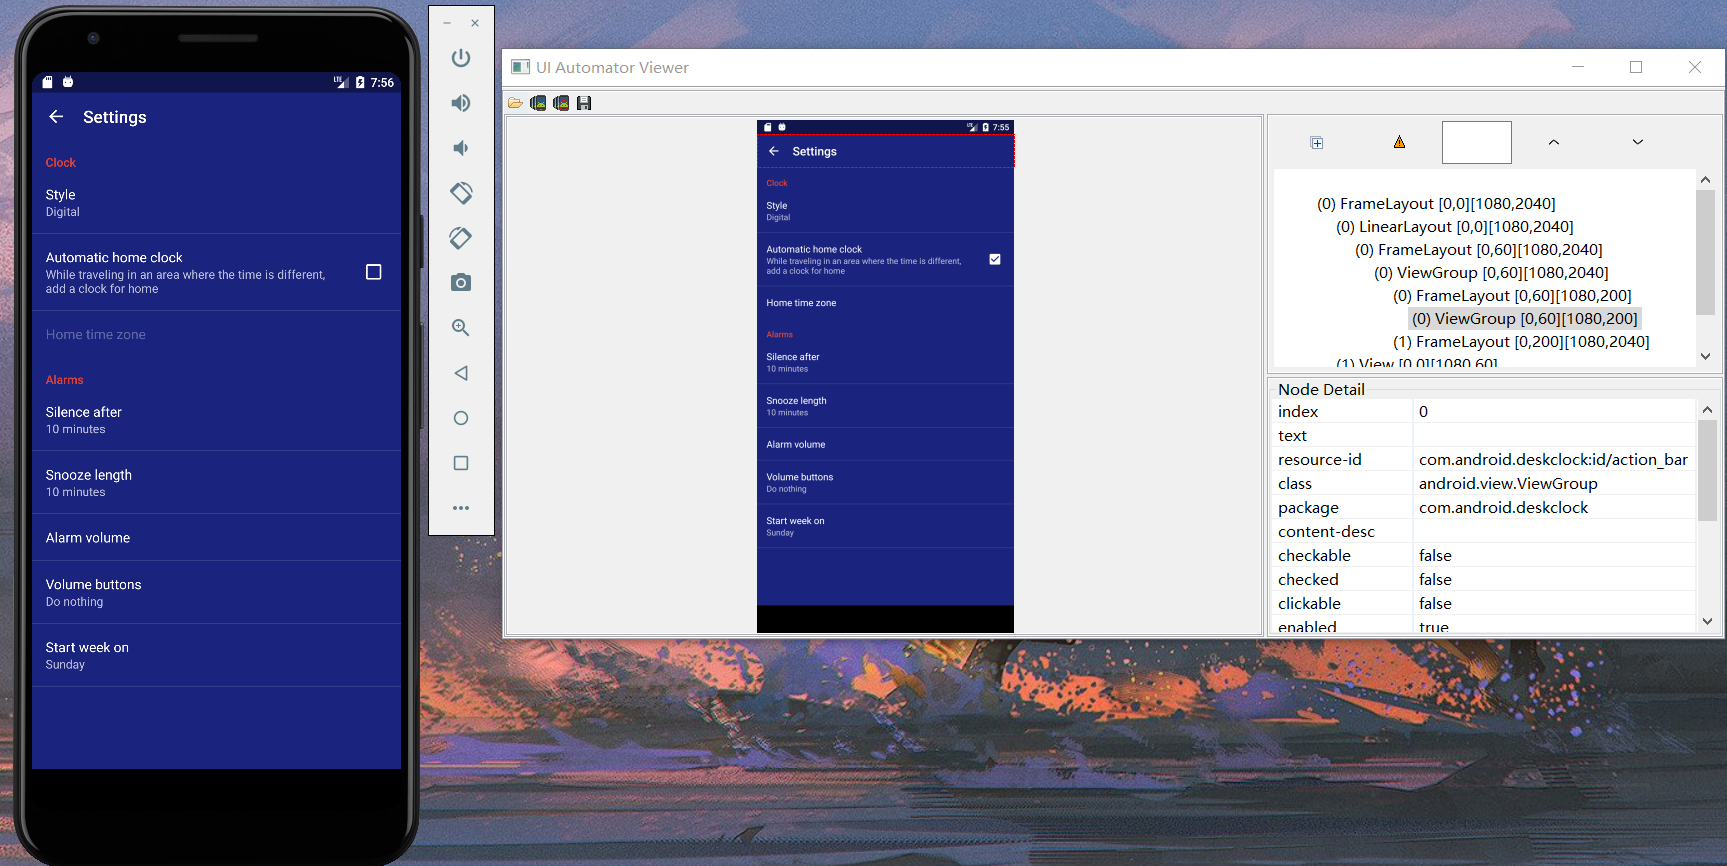 LTE 7:56
Settings
Clock
Style
Digital
Automatic home clock
While traveling in an area where the time is different,
add a clock for home
Home time zone
Alarms
Silence after
10 minutes
Snooze length
10 minutes
Alarm volume
Volume buttons
Do nothing
Start week on
Sunday
UI Automator Viewer
7:55
Settings
Clock
Style
Digital
Automatic home clock
While traveling in an area where the time is different,
add a clock for home
Home time zone
Alarms
Silence after
10 minutes
Snooze length
10 minutes
Alarm volume
Volume buttons
Do nothing
Start week on
Sunday
(0) FrameLayout [0,0][1080,2040]
(0) LinearLayout [0,0][1080,2040]
(0) FrameLayout [0,60][1080,2040]
(0) ViewGroup [0,60][1080,2040]
(0) FrameLayout [0,60][1080,200]
(0) ViewGroup [0,60][1080,200]
(1) FrameLayout [0,200][1080,2040]
(1) View [0,0][1080,60]
Node Detail
index 0
text
resource-id com.android.deskclock:id/action_bar
class android.view.ViewGroup
package com.android.deskclock
content-desc
checkable false
checked false
clickable false
enabled true